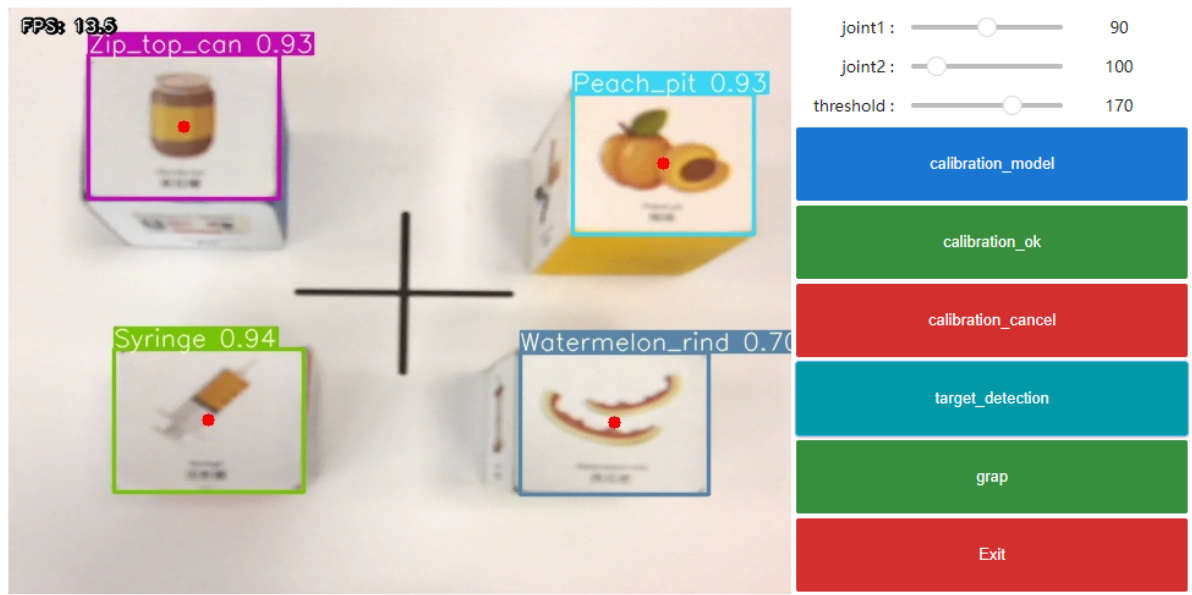 FPS: 13.5
Zip_top_can 0.93
Peach_pit 0.93
Syringe 0.94
Watermelon_rind 0.70
joint1 : 90
joint2 : 100
threshold : 170
calibration_model
calibration_ok
calibration_cancel
target_detection
grap
Exit